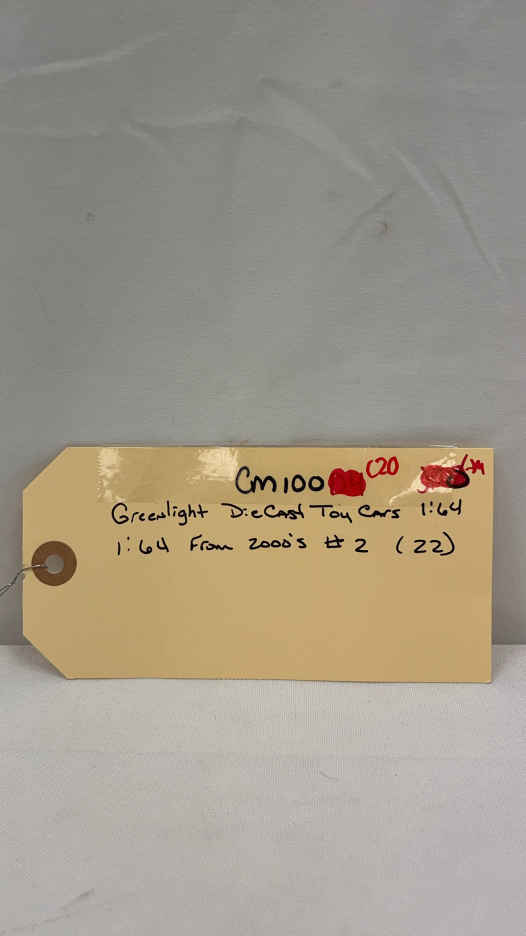 CM100 C20
Greenlight DieCast Toy Cars 1:64
1:64 From 2000's # 2 (22)